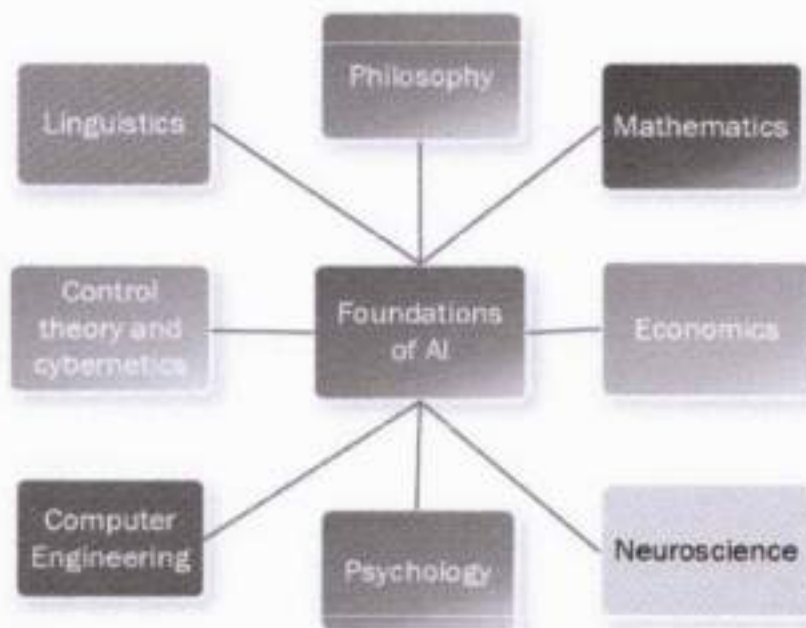 Philosophy
Linguistics
Mathematics
Control
theory and
cybernetics
Foundations
of AI
Economics
Computer
Engineering
Psychology
Neuroscience